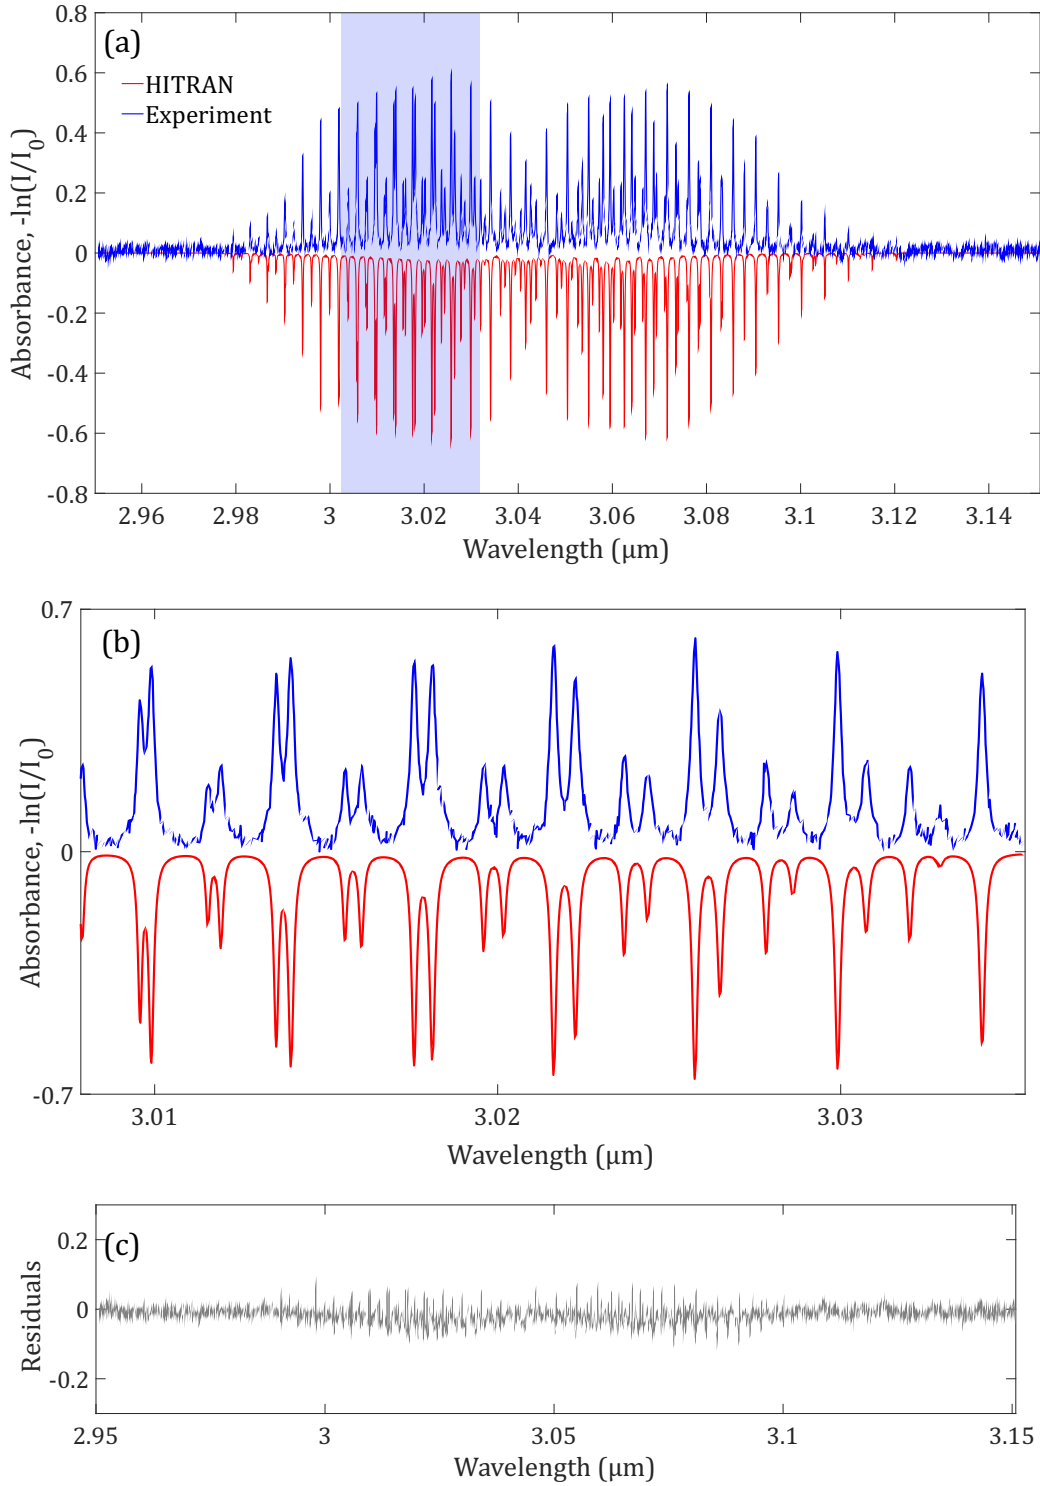 (a)
HITRAN
Experiment
0.8
0.6
0.4
0.2
0
-0.2
-0.4
-0.6
-0.8
Absorbance, -ln(I/I0)
2.96 2.98 3 3.02 3.04 3.06 3.08 3.1 3.12 3.14
Wavelength (μm)
(b)
0.7
0
-0.7
Absorbance, -ln(I/I0)
3.01 3.02 3.03
Wavelength (μm)
(c)
0.2
0
-0.2
Residuals
2.95 3 3.05 3.1 3.15
Wavelength (μm)